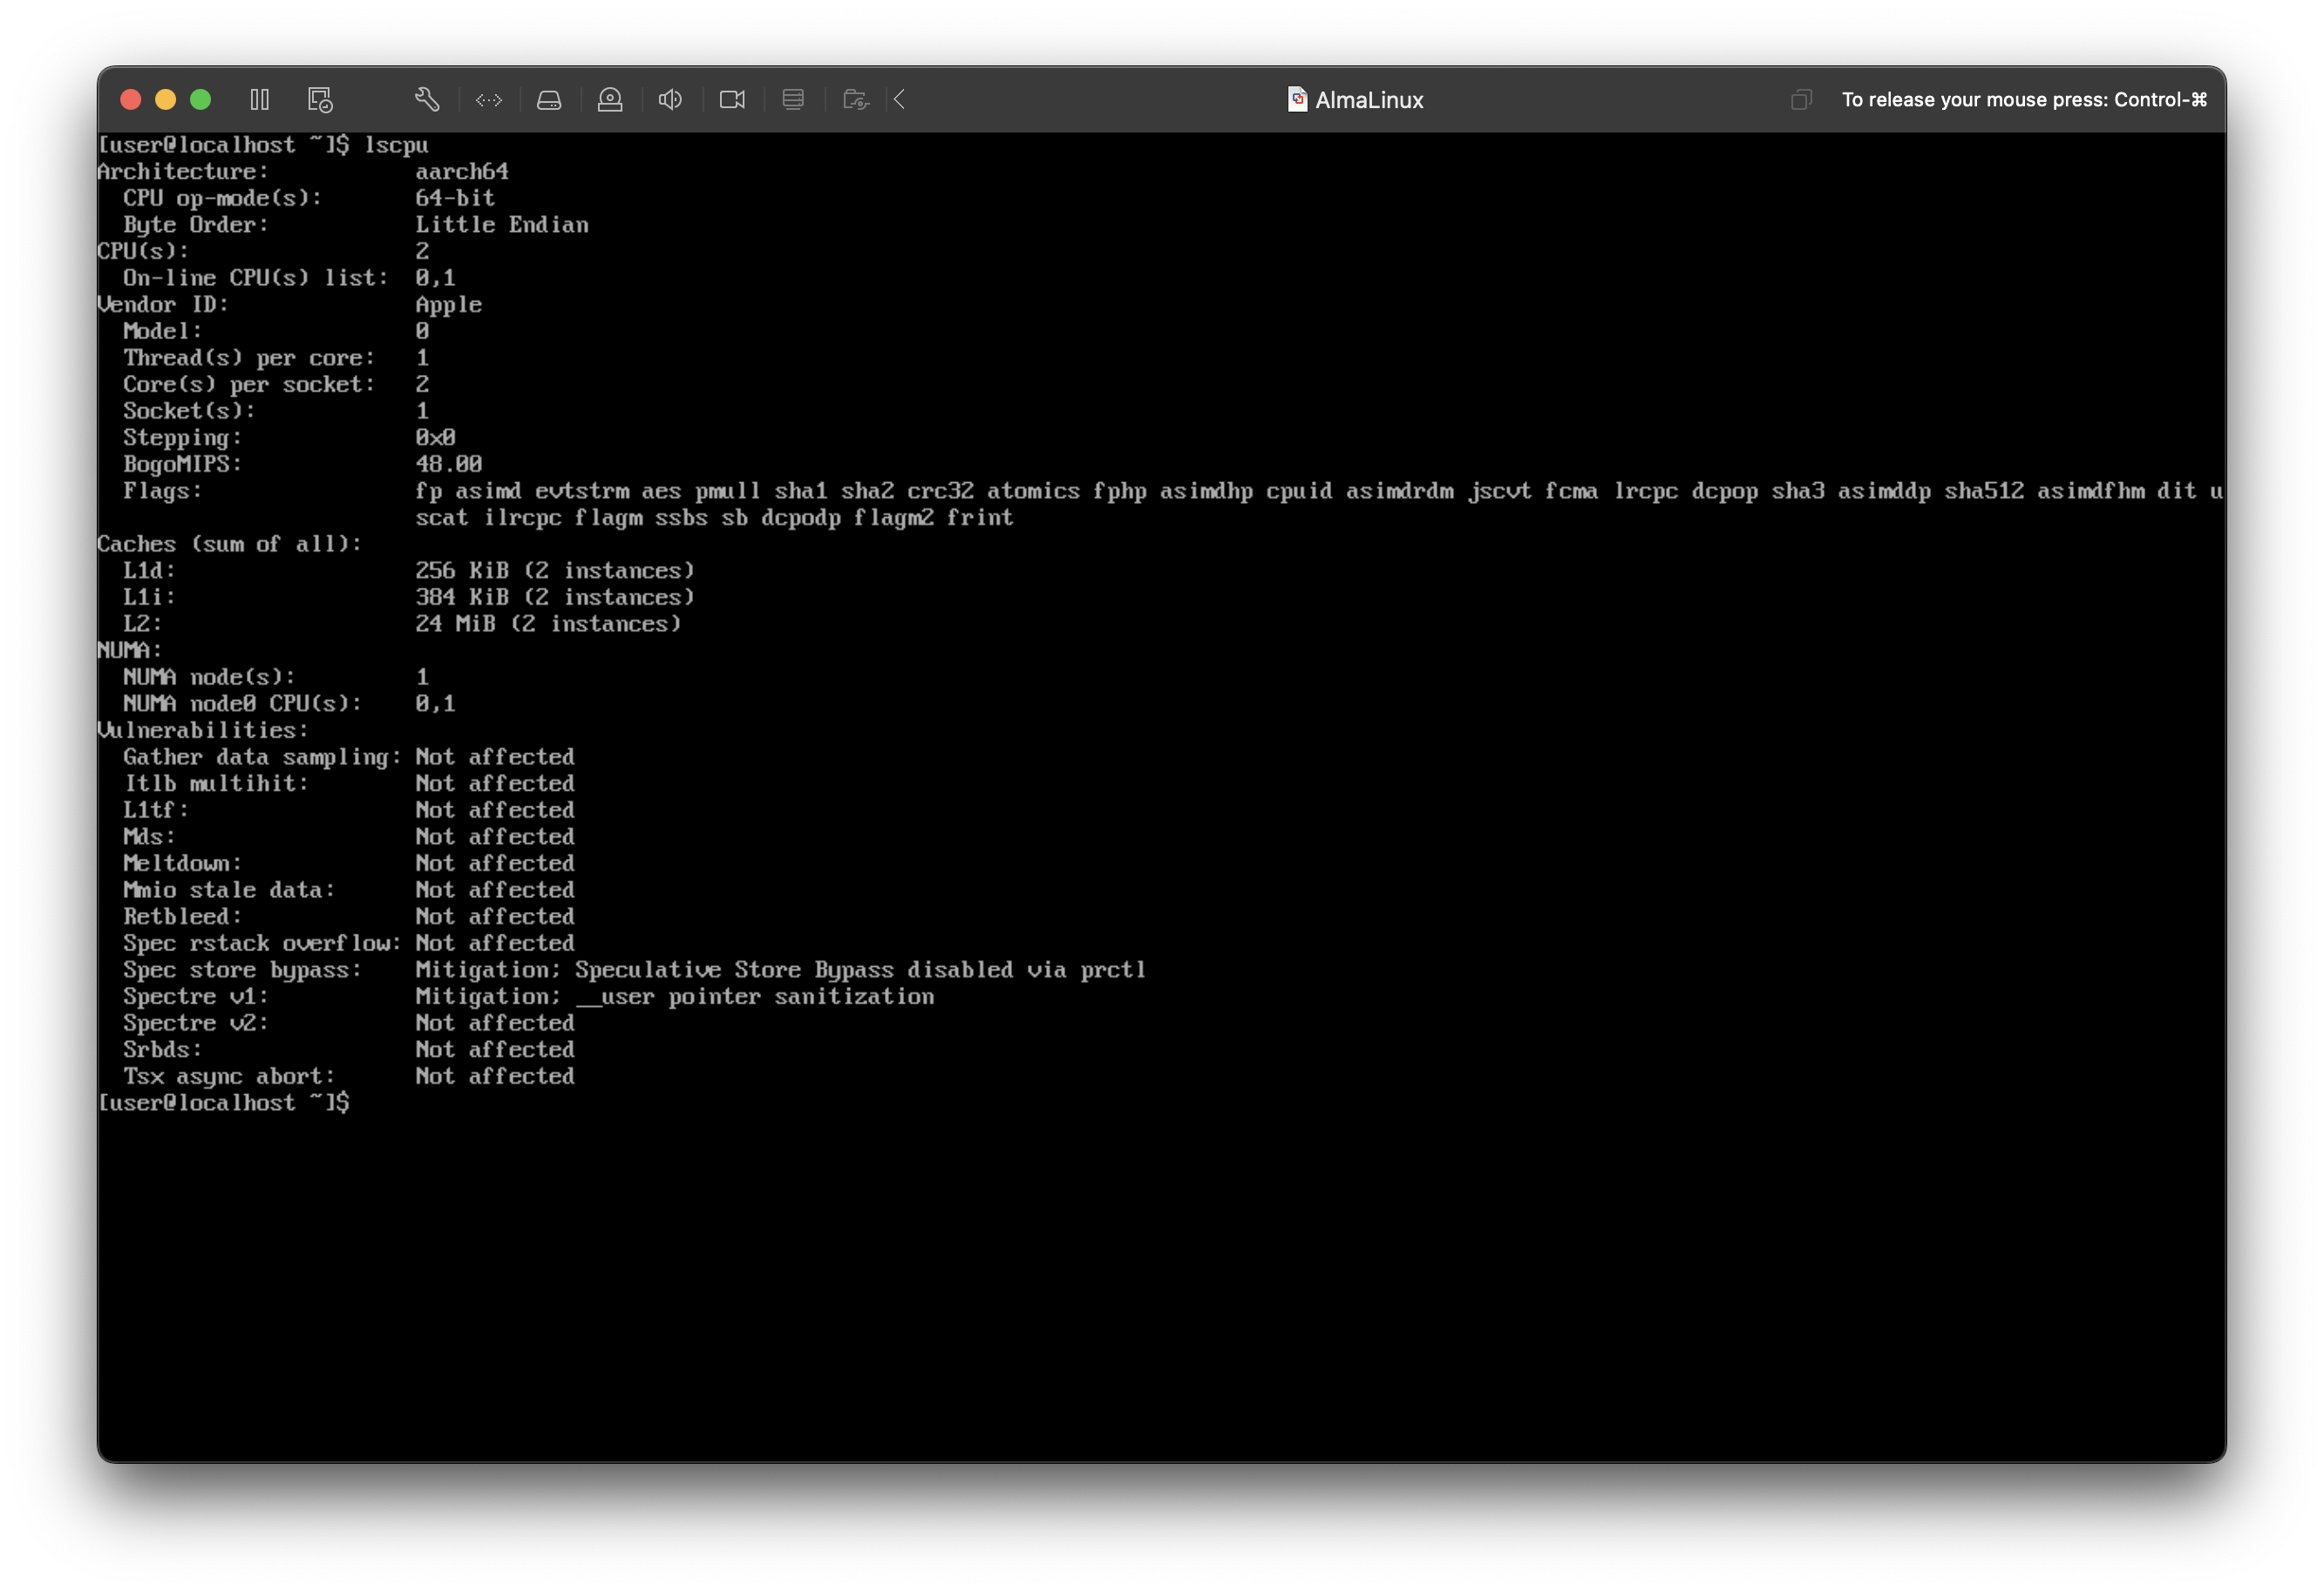 AlmaLinux
To release your mouse press: Control-⌘
[user@localhost ~]$ lscpu
Architecture:           aarch64
  CPU op-mode(s):       64-bit
  Byte Order:           Little Endian
CPU(s):                 2
  On-line CPU(s) list:  0,1
Vendor ID:              Apple
  Model:                0
  Thread(s) per core:   1
  Core(s) per socket:   2
  Socket(s):            1
  Stepping:             0x0
  BogoMIPS:             48.00
  Flags:                fp asimd evtstrm aes pmull sha1 sha2 crc32 atomics fphp asimdhp cpuid asimdrdm jscvt fcma lrcpc dcpop sha3 asimddp sha512 asimdfhm dit u
                        scat ilrcpc flagm ssbs sb dcpodp flagm2 frint
Caches (sum of all):
  L1d:                  256 KiB (2 instances)
  L1i:                  384 KiB (2 instances)
  L2:                   24 MiB (2 instances)
NUMA:
  NUMA node(s):         1
  NUMA node0 CPU(s):    0,1
Vulnerabilities:
  Gather data sampling: Not affected
  Itlb multihit:        Not affected
  L1tf:                 Not affected
  Mds:                  Not affected
  Meltdown:             Not affected
  Mmio stale data:      Not affected
  Retbleed:             Not affected
  Spec rstack overflow: Not affected
  Spec store bypass:    Mitigation; Speculative Store Bypass disabled via prctl
  Spectre v1:           Mitigation; __user pointer sanitization
  Spectre v2:           Not affected
  Srbds:                Not affected
  Tsx async abort:      Not affected
[user@localhost ~]$